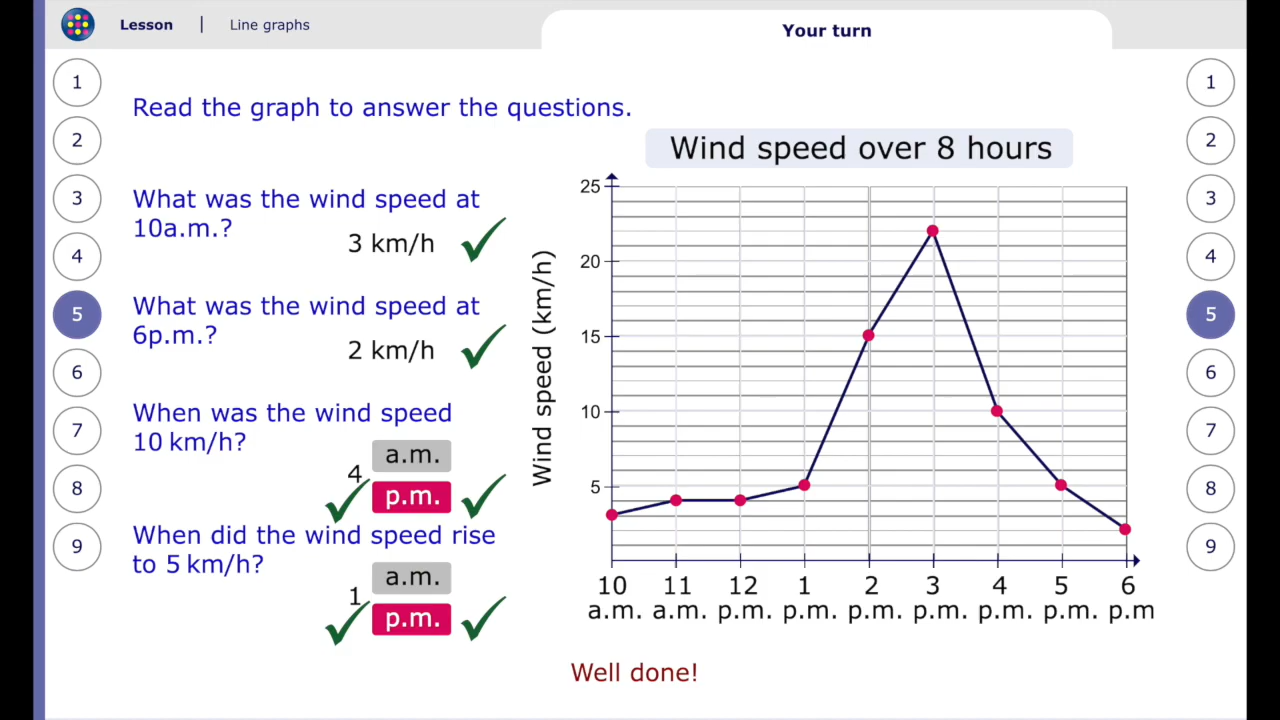 Lesson | Line graphs
Your turn
1
2
3
4
5
6
7
8
9
Read the graph to answer the questions.
What was the wind speed at
10a.m.?
3 km/h
What was the wind speed at
6p.m.?
2 km/h
When was the wind speed
10 km/h?
4
a.m.
p.m.
When did the wind speed rise
to 5 km/h?
1
a.m.
p.m.
Wind speed over 8 hours
Wind speed (km/h)
25
20
15
10
5
10 11 12 1 2 3 4 5 6
a.m. a.m. p.m. p.m. p.m. p.m. p.m. p.m. p.m
Well done!
1
2
3
4
5
6
7
8
9